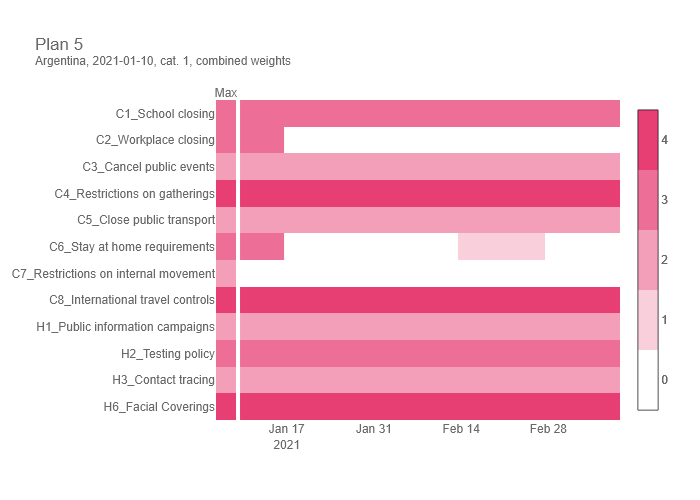 Plan 5
Argentina, 2021-01-10, cat. 1, combined weights
Max
C1_School closing
C2_Workplace closing
C3_Cancel public events
C4_Restrictions on gatherings
C5_Close public transport
C6_Stay at home requirements
C7_Restrictions on internal movement
C8_International travel controls
H1_Public information campaigns
H2_Testing policy
H3_Contact tracing
H6_Facial Coverings
Jan 17
2021
Jan 31
Feb 14
Feb 28
4
3
2
1
0